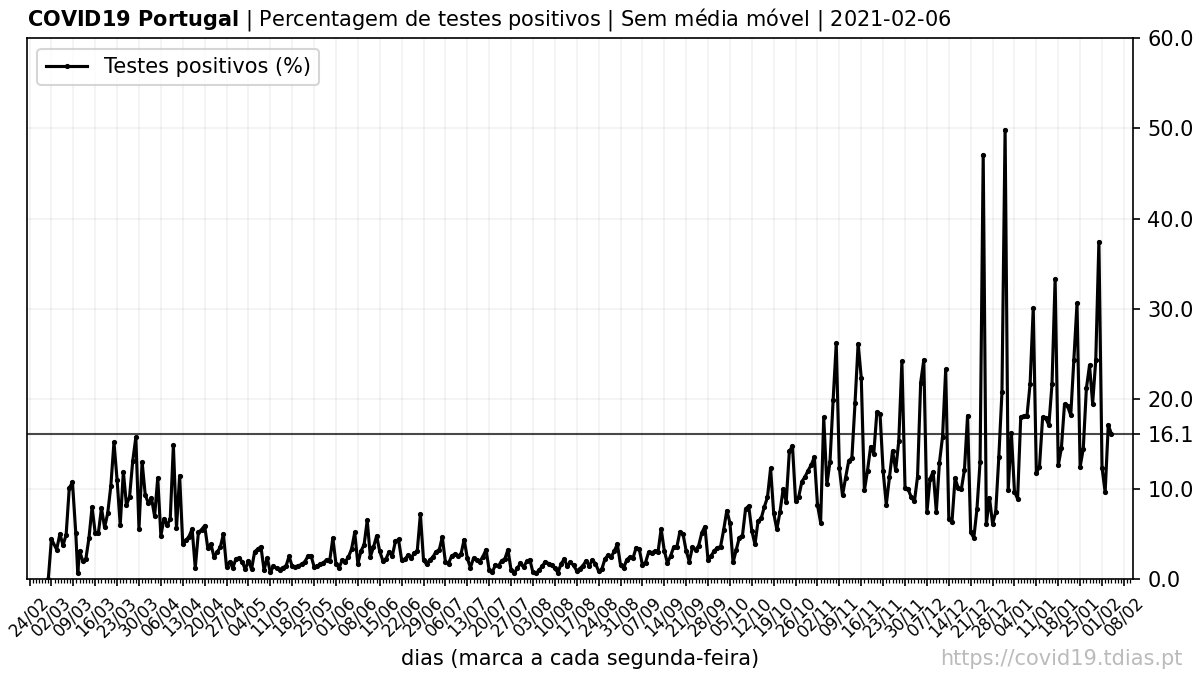 COVID19 Portugal | Percentagem de testes positivos | Sem média móvel | 2021-02-06
Testes positivos (%)
60.0
50.0
40.0
30.0
20.0
16.1
10.0
0.0
24/02 02/03 09/03 16/03 23/03 30/03 06/04 13/04 20/04 27/04 04/05 11/05 18/05 25/05 01/06 08/06 15/06 22/06 29/06 06/07 13/07 20/07 27/07 03/08 10/08 17/08 24/08 31/08 07/09 14/09 21/09 28/09 05/10 12/10 19/10 26/10 02/11 09/11 16/11 23/11 30/11 07/12 14/12 21/12 28/12 04/01 11/01 18/01 25/01 01/02 08/02
dias (marca a cada segunda-feira)
https://covid19.tdias.pt